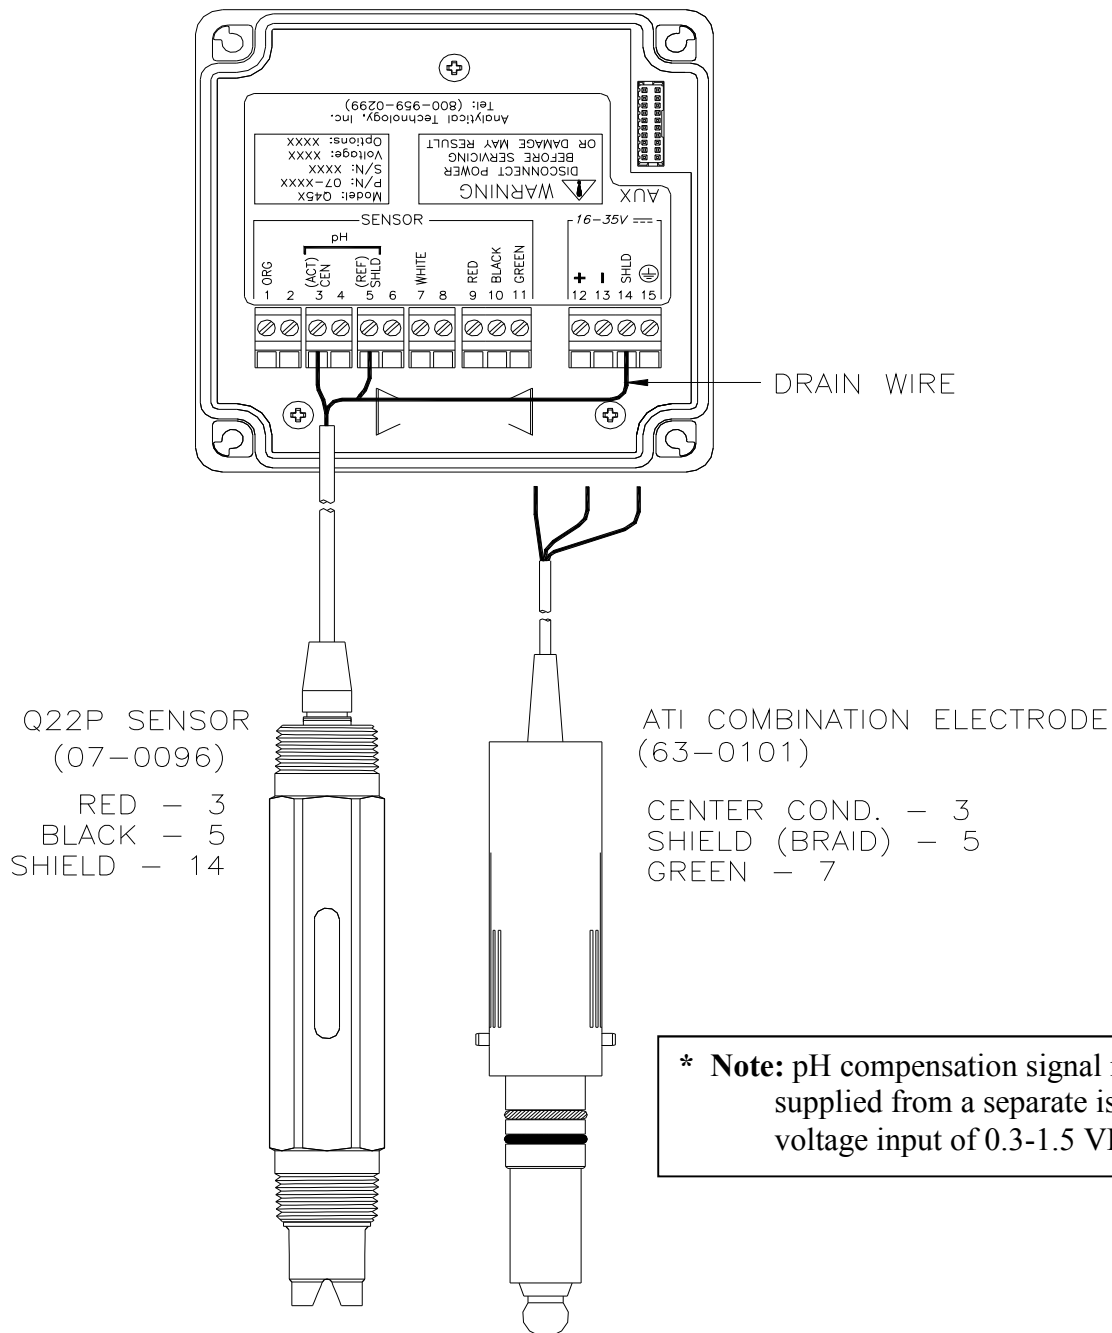 Tel: (800-959-0299)
Analytical Technology, Inc.
Options: XXXX
Voltage: XXXX
S/N: XXXX
P/N: 07-XXXX
Model: Q45X
OR DAMAGE MAY RESULT
BEFORE SERVICING
DISCONNECT POWER
WARNING
AUX
SENSOR
16-35V
pH
ORG
(ACT)
CEN
(REF)
SHLD
WHITE
RED
BLACK
GREEN
+
-
SHLD
1 2 3 4 5 6 7 8 9 10 11 12 13 14 15
DRAIN WIRE
Q22P SENSOR
(07-0096)
RED - 3
BLACK - 5
SHIELD - 14
ATI COMBINATION ELECTRODE
(63-0101)
CENTER COND. - 3
SHIELD (BRAID) - 5
GREEN - 7
* Note: pH compensation signal
supplied from a separate
voltage input of 0.3-1.5